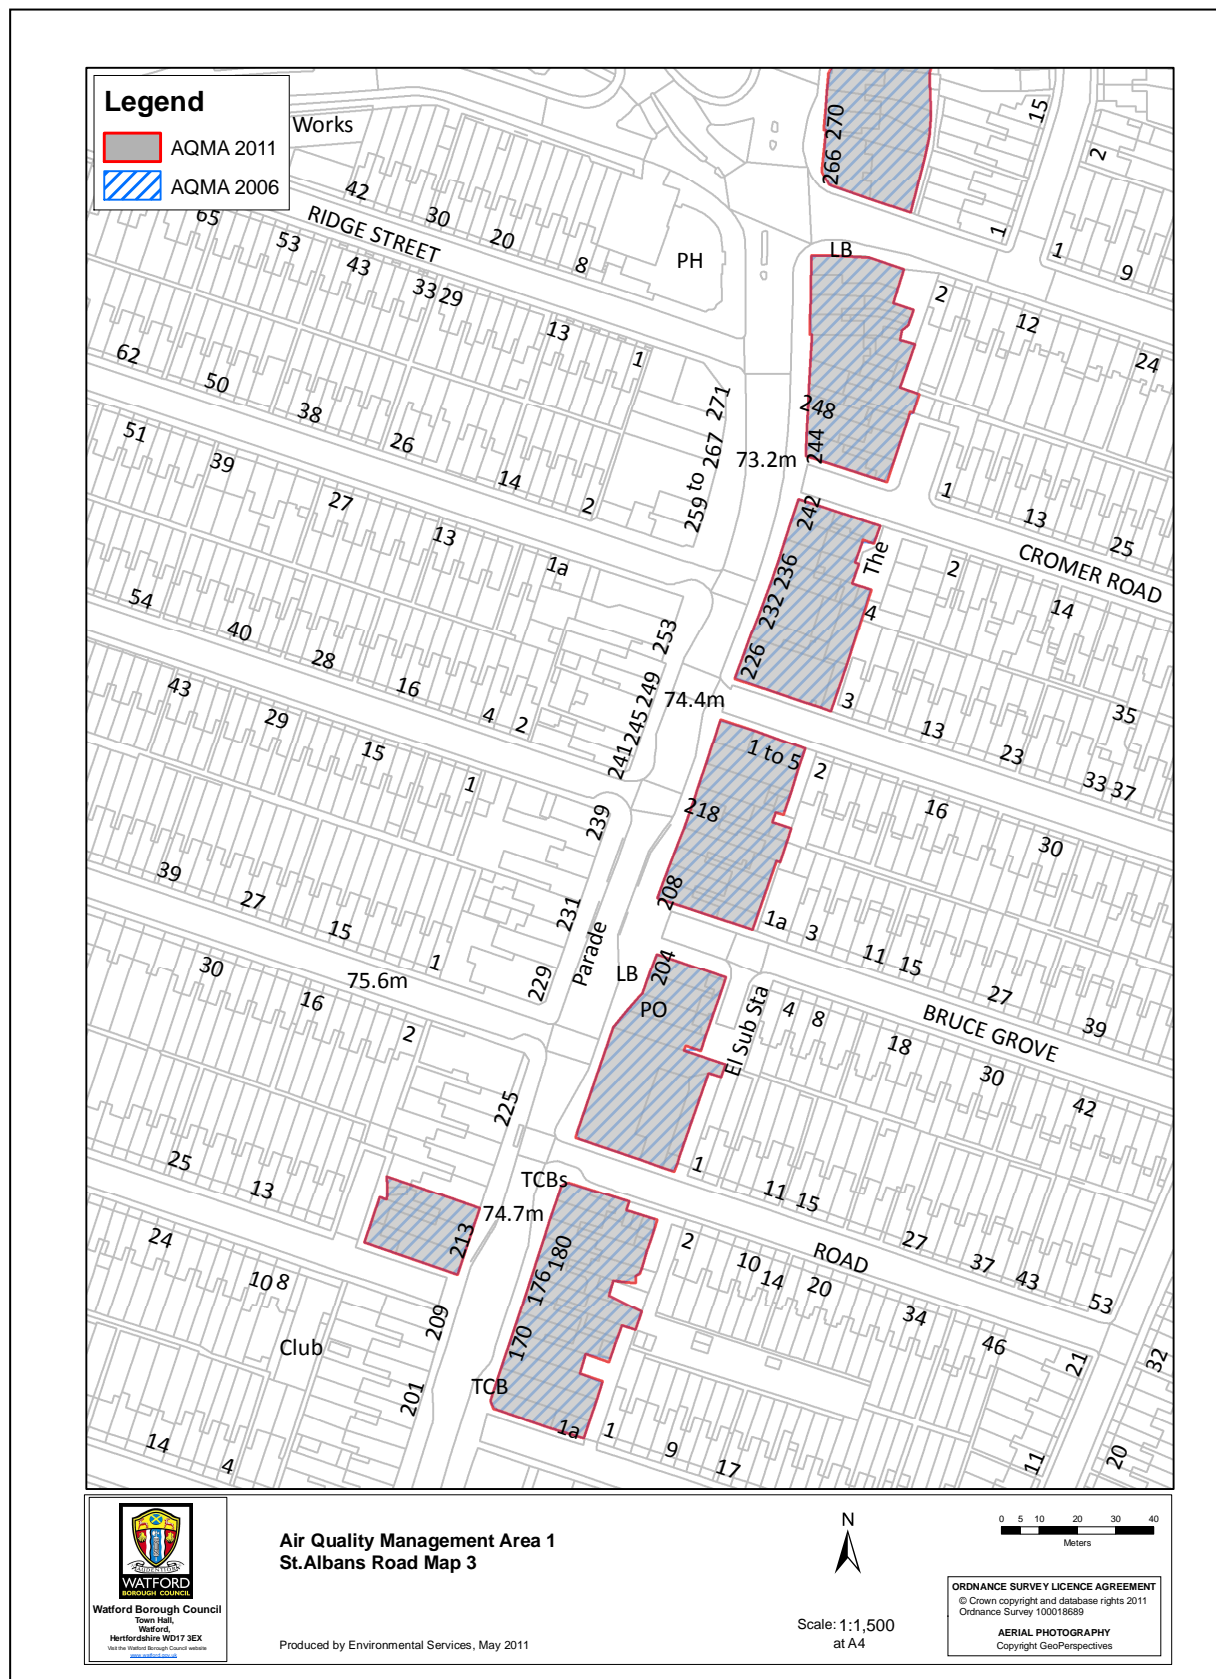 Legend
AQMA 2011
AQMA 2006
Works
270
266
15
2
1
1
9
42
30
20
8
RIDGE STREET
65
53
43
33 29
13
1
PH
LB
2
12
24
62
50
38
26
14
2
271
267
to
259
248
244
73.2m
51
39
27
13
1a
242
236
232
226
The
4
1
13
25
CROMER ROAD
2
14
54
40
28
16
4
2
253
249
245
241
74.4m
3
13
23
33 37
35
43
29
15
1
239
1 to 5
218
208
2
16
30
39
27
15
1
231
229
Parade
1a
3
11
15
27
39
75.6m
30
16
2
LB
204
PO
El Sub Sta
4
8
18
30
42
BRUCE GROVE
225
25
13
TCBs
1
11
15
27
37
43
53
ROAD
74.7m
213
180
176
170
2
10
14
20
34
46
21
32
24
10 8
Club
209
201
TCB
1a
1
9
17
11
20
14
4
WATFORD
BOROUGH COUNCIL
Watford Borough Council
Town Hall,
Watford,
Hertfordshire WD17 3EX
Visit the Watford Borough Council website
www.watford.gov.uk
Air Quality Management Area 1
St.Albans Road Map 3
Produced by Environmental Services, May 2011
N
Scale: 1:1,500
at A4
0 5 10 20 30 40
Meters
ORDNANCE SURVEY LICENCE AGREEMENT
© Crown copyright and database rights 2011
Ordnance Survey 100018689
AERIAL PHOTOGRAPHY
Copyright GeoPerspectives